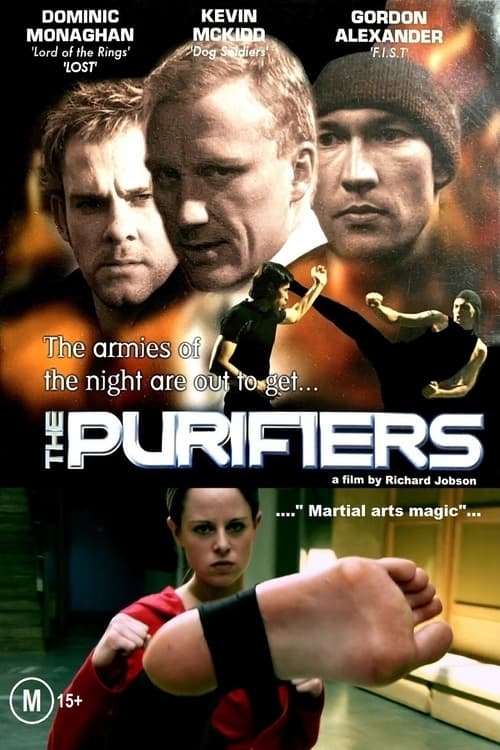 DOMINIC
MONAGHAN
'Lord of the Rings'
'LOST'
KEVIN
MCKIDD
'Dog Soldiers'
GORDON
ALEXANDER
'F.I.S.T'
The armies of
the night are out to get...
THE PURIFIERS
a film by Richard Jobson
...." Martial arts magic"...
M 15+